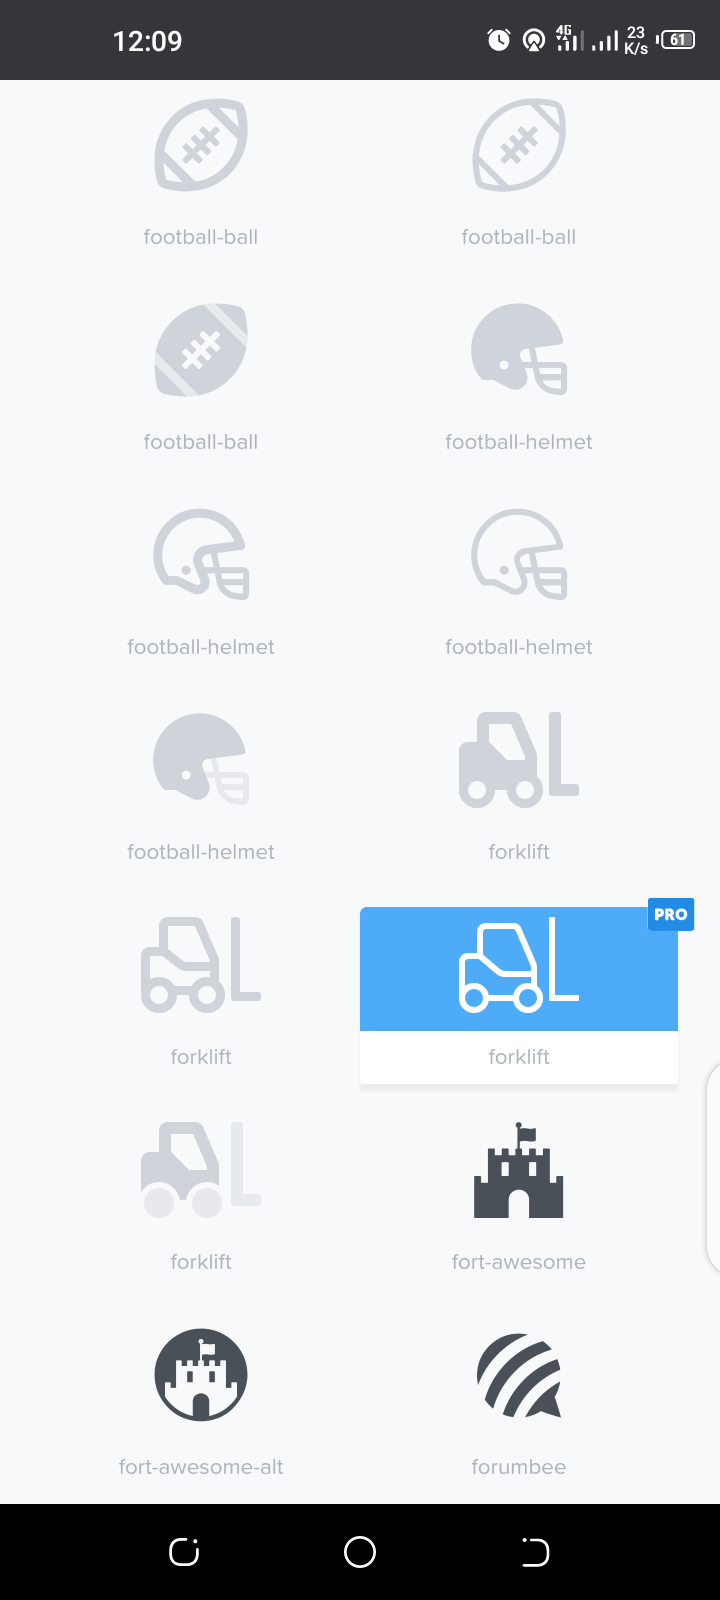 12:09
4G
23
K/s
61
football-ball
football-ball
football-ball
football-helmet
football-helmet
football-helmet
football-helmet
forklift
PRO
forklift
forklift
forklift
fort-awesome
fort-awesome-alt
forumbee